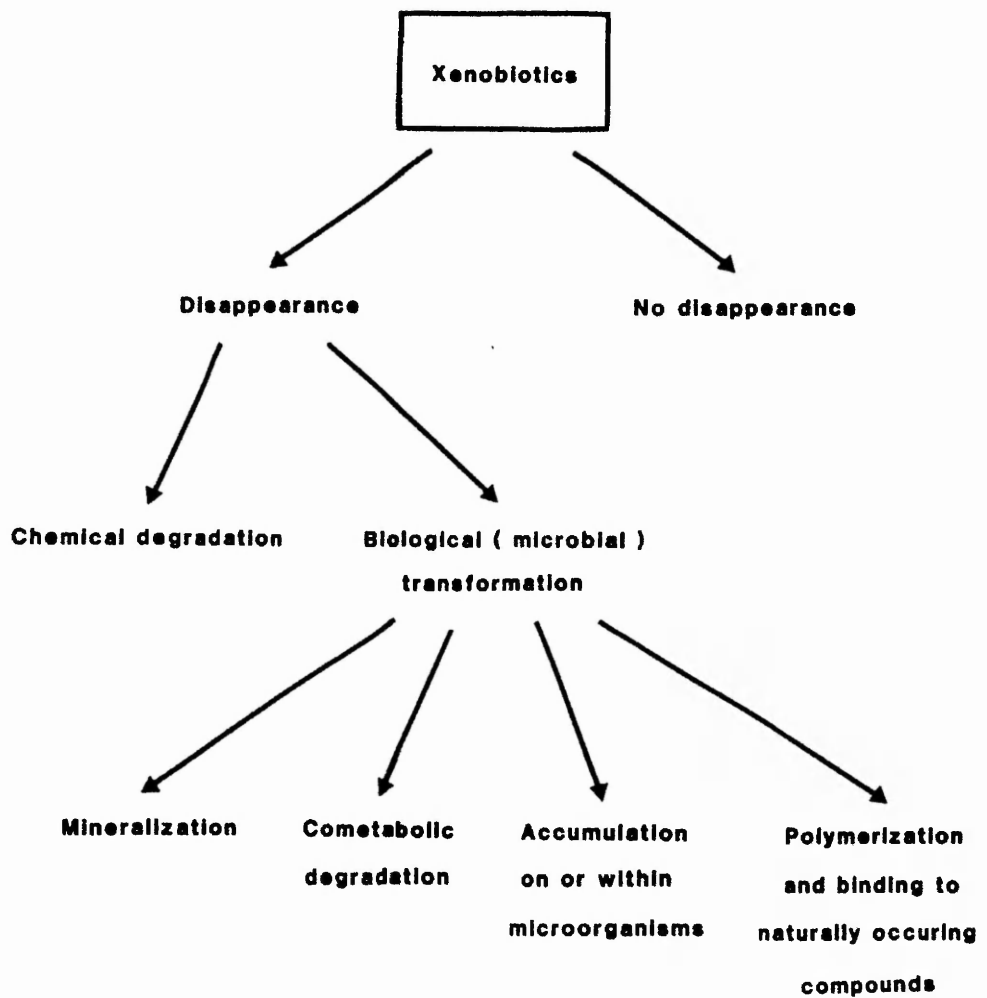 Xenobiotics
Disappearance
No disappearance
Chemical degradation
Biological ( microbial )
transformation
Mineralization
Cometabolic
degradation
Accumulation
on or within
microorganisms
Polymerization
and binding to
naturally occuring
compounds